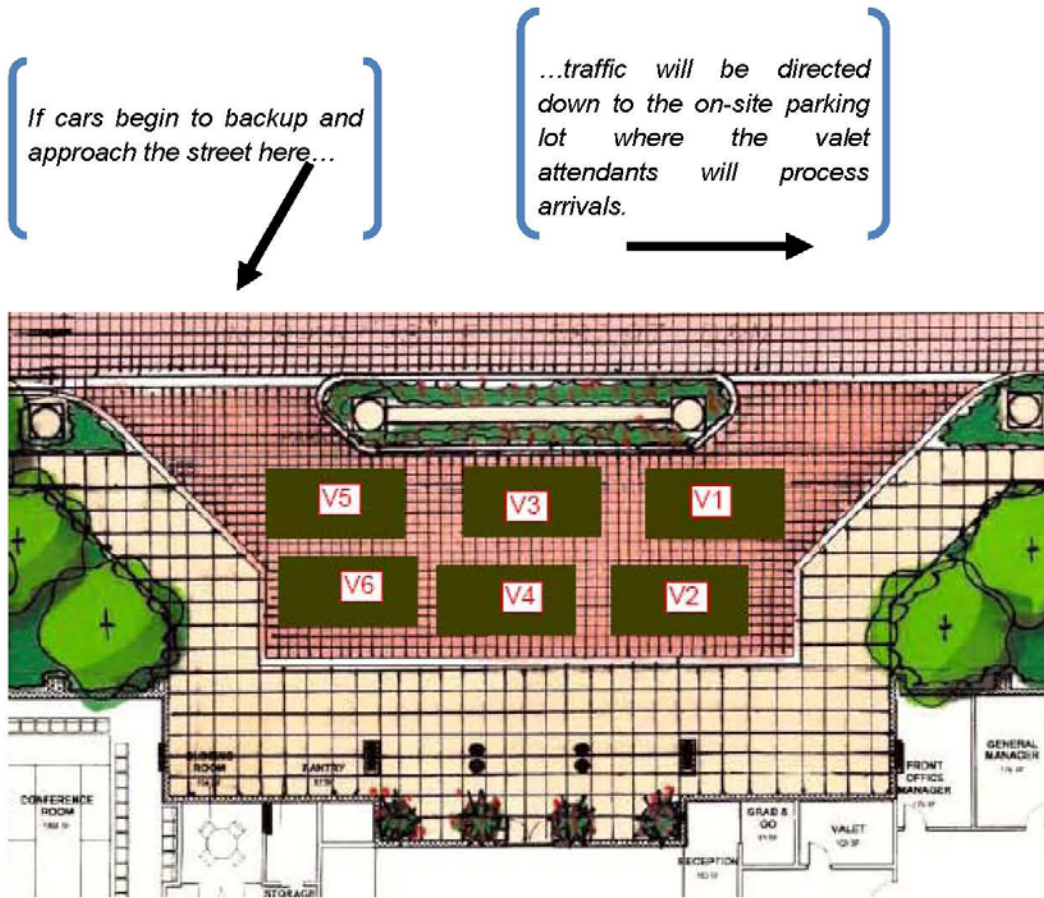 If cars begin to backup and
approach the street here…
…traffic will be directed
down to the on-site parking
lot where the valet
attendants will process
arrivals.
V5
V3
V1
V6
V4
V2
ROOM
PANTRY
CONFERENCE
ROOM
STORAGE
RECEPTION
GRAB &
GO
VALET
FRONT
OFFICE
MANAGER
GENERAL
MANAGER